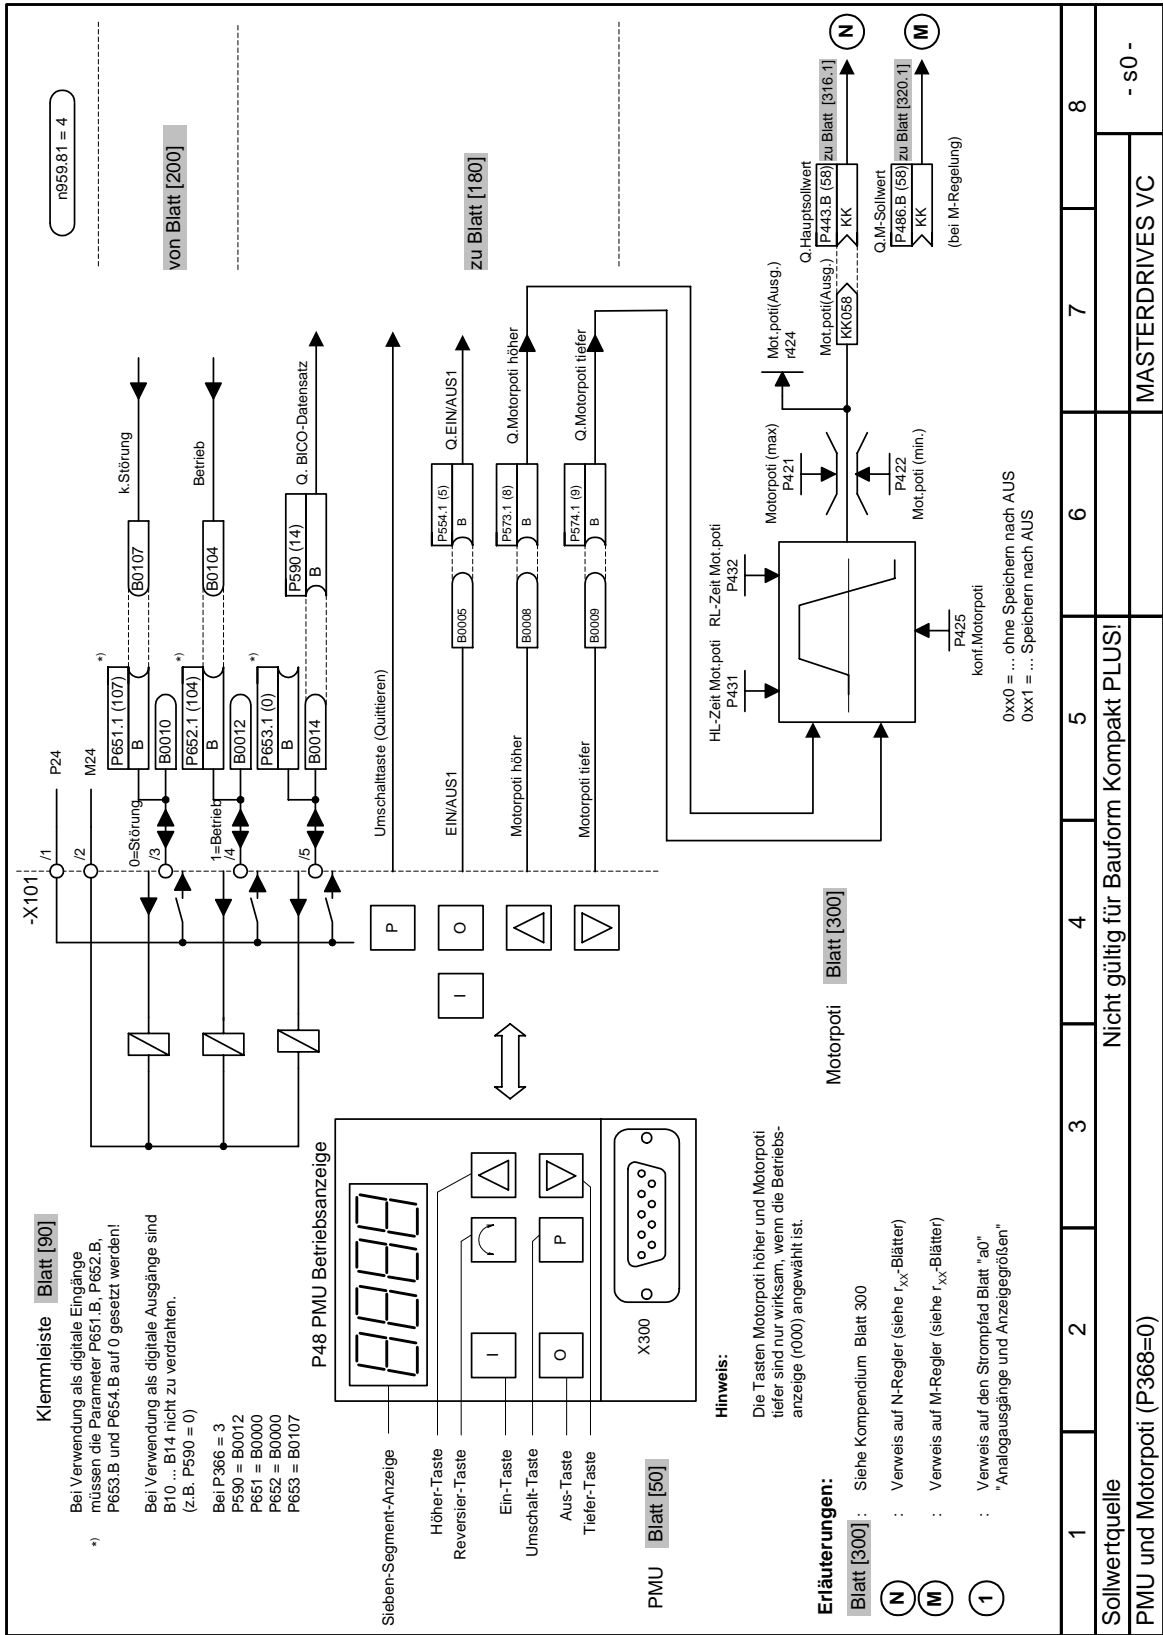 n959.81 = 4
Klemmleiste Blatt [90]
*) Bei Verwendung als digitale Eingänge
müssen die Parameter P651.B, P652.B,
P653.B und P654.B auf 0 gesetzt werden!
Bei Verwendung als digitale Ausgänge sind
B10 ... B14 nicht zu verdrahten.
(z.B. P590 = 0)
Bei P366 = 3
P590 = B0012
P651 = B0000
P652 = B0000
P653 = B0107
-X101
/1
P24
/2
M24
0=Störung
/3
P651.1 (107)
*)
B
B0010
B0107
k.Störung
1=Betrieb
/4
P652.1 (104)
*)
B
B0012
B0104
Betrieb
/5
P653.1 (0)
*)
B
B0014
P590 (14)
B
Q. BICO-Datensatz
von Blatt [200]
P48 PMU Betriebsanzeige
Sieben-Segment-Anzeige
Höher-Taste
Reversier-Taste
Ein-Taste
Umschalt-Taste
Aus-Taste
Tiefer-Taste
I
O
P
X300
PMU Blatt [50]
P
I
O
Umschalttaste (Quittieren)
EIN/AUS1
B0005
P554.1 (5)
B
Q.EIN/AUS1
Motorpoti höher
B0008
P573.1 (8)
B
Q.Motorpoti höher
Motorpoti tiefer
B0009
P574.1 (9)
B
Q.Motorpoti tiefer
zu Blatt [180]
Hinweis:
Die Tasten Motorpoti höher und Motorpoti
tiefer sind nur wirksam, wenn die Betriebs-
anzeige (r000) angewählt ist.
Motorpoti Blatt [300]
HL-Zeit Mot.poti
P431
RL-Zeit Mot.poti
P432
P425
konf.Motorpoti
Motorpoti (max)
P421
P422
Mot.poti (min.)
Mot.poti(Ausg.)
r424
Mot.poti(Ausg.)
KK058
Q.Hauptsollwert
P443.B (58)
KK
zu Blatt [316.1]
N
Q.M-Sollwert
P486.B (58)
KK
zu Blatt [320.1]
M
(bei M-Regelung)
0xx0 = ... ohne Speichern nach AUS
0xx1 = ... Speichern nach AUS
Erläuterungen:
Blatt [300] : Siehe Kompendium Blatt 300
N : Verweis auf N-Regler (siehe rXX-Blätter)
M : Verweis auf M-Regler (siehe rXX-Blätter)
1 : Verweis auf den Strompfad Blatt "a0"
"Analogausgänge und Anzeigegrößen"
1 2 3 4 5 6 7 8
Sollwertquelle
Nicht gültig für Bauform Kompakt PLUS!
- s0 -
PMU und Motorpoti (P368=0)
MASTERDRIVES VC